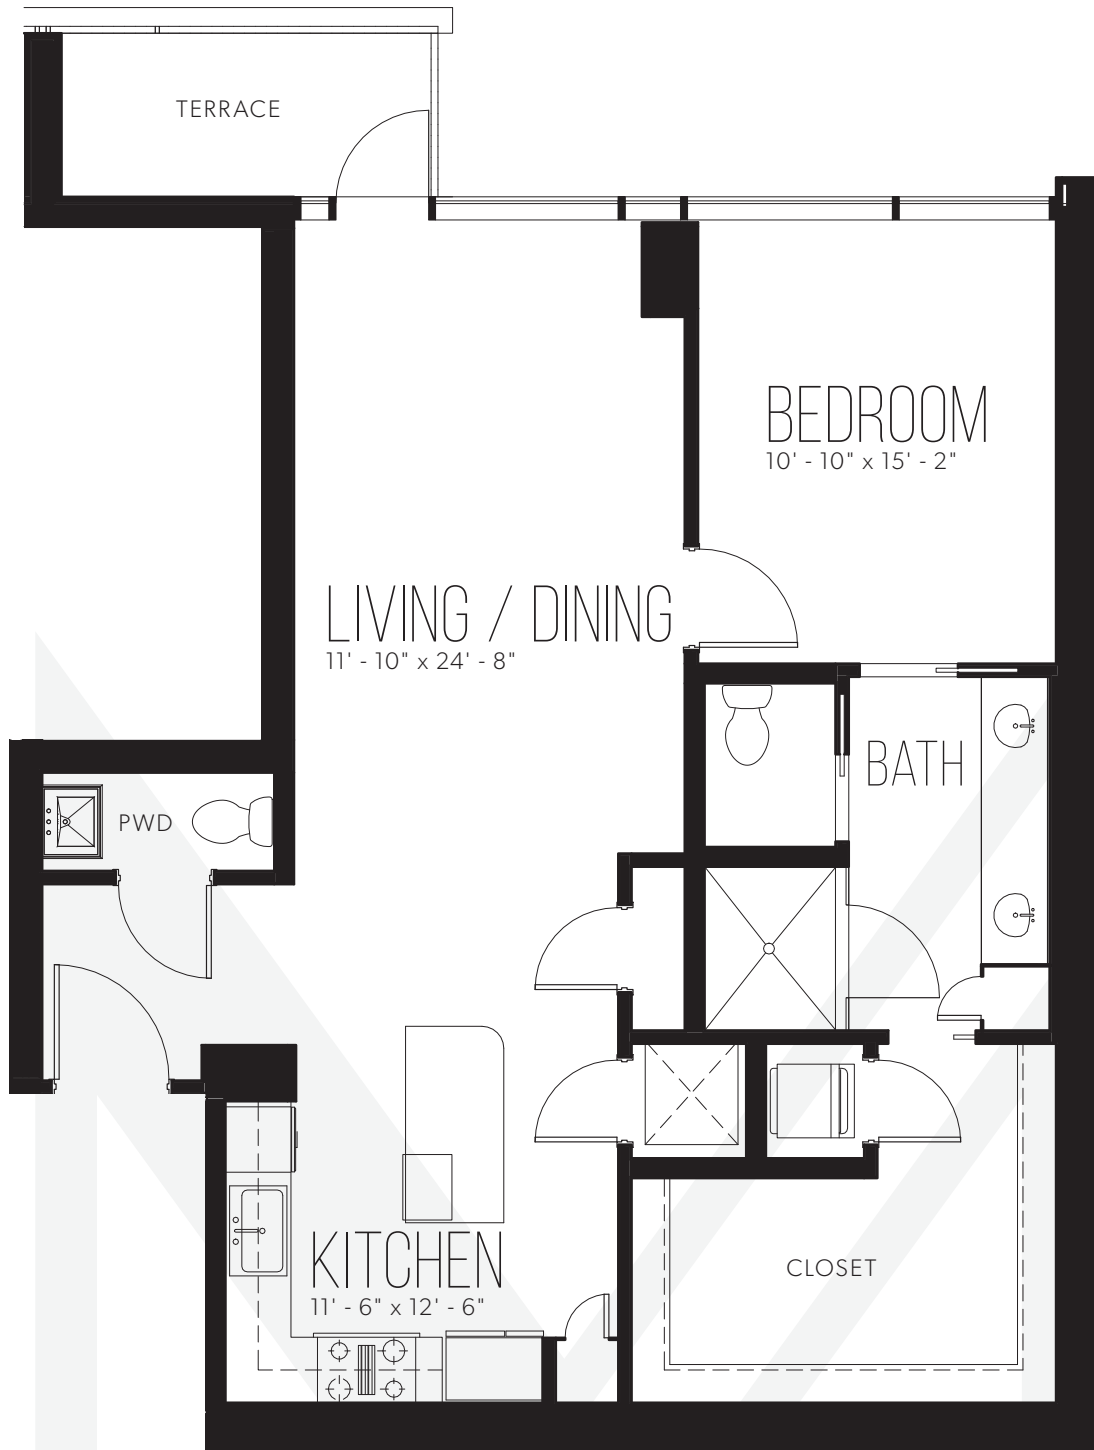 TERRACE
BEDROOM
10' - 10" x 15' - 2"
LIVING / DINING
11' - 10" x 24' - 8"
BATH
PWD
KITCHEN
11' - 6" x 12' - 6"
CLOSET